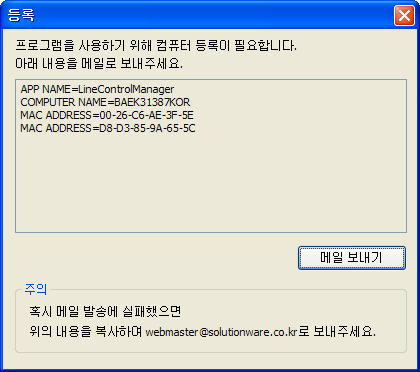 등록
프로그램을 사용하기 위해 컴퓨터 등록이 필요합니다.
아래 내용을 메일로 보내주세요.
APP NAME=LineControlManager
COMPUTER NAME=BAEK31387KOR
MAC ADDRESS=00-26-C6-AE-3F-5E
MAC ADDRESS=D8-D3-85-9A-65-5C
메일 보내기
주의
혹시 메일 발송에 실패했으면
위의 내용을 복사하며 webmaster@solutionware.co.kr로 보내주세요.